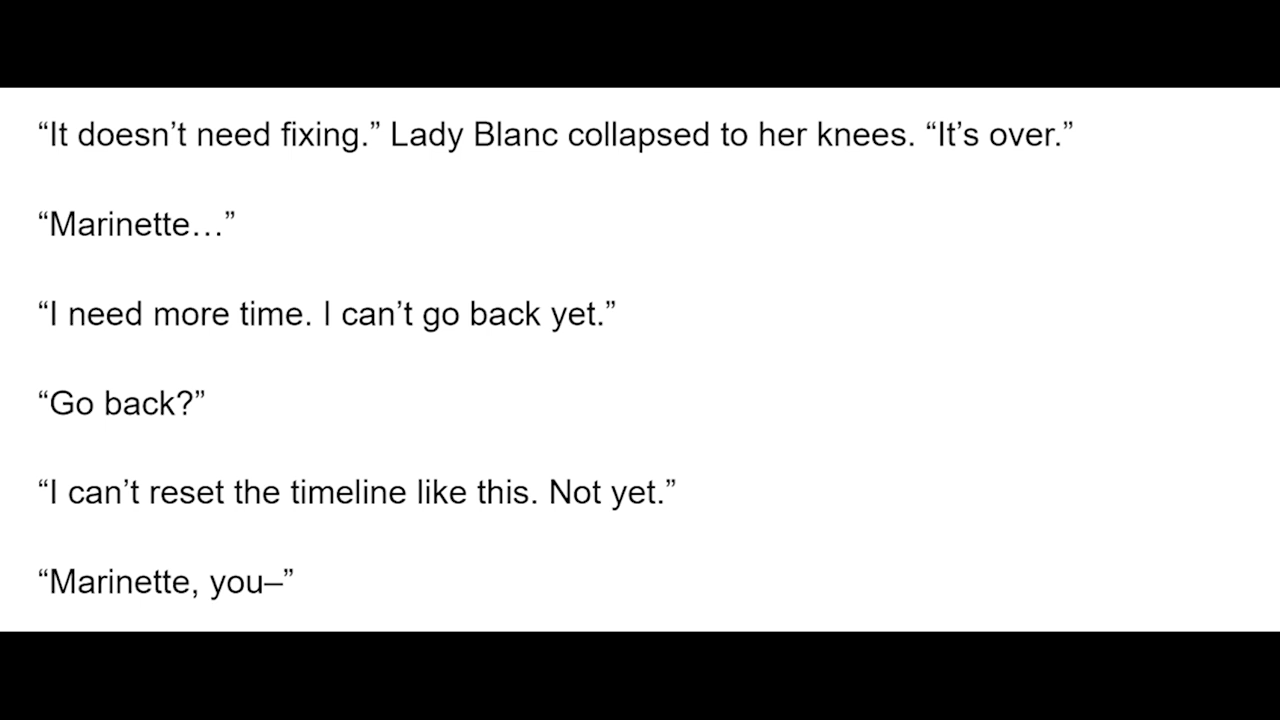 “It doesn’t need fixing.” Lady Blanc collapsed to her knees. “It’s over.”
“Marinette…”
“I need more time. I can’t go back yet.”
“Go back?”
“I can’t reset the timeline like this. Not yet.”
“Marinette, you–”